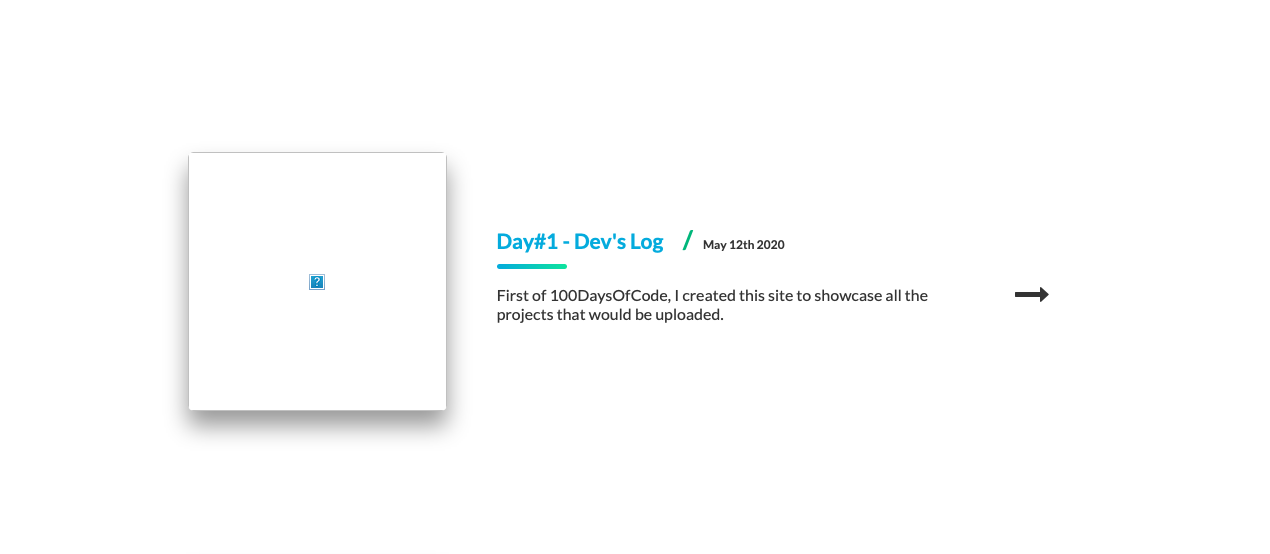 Day#1 - Dev's Log / May 12th 2020
First of 100DaysOfCode, I created this site to showcase all the
projects that would be uploaded.